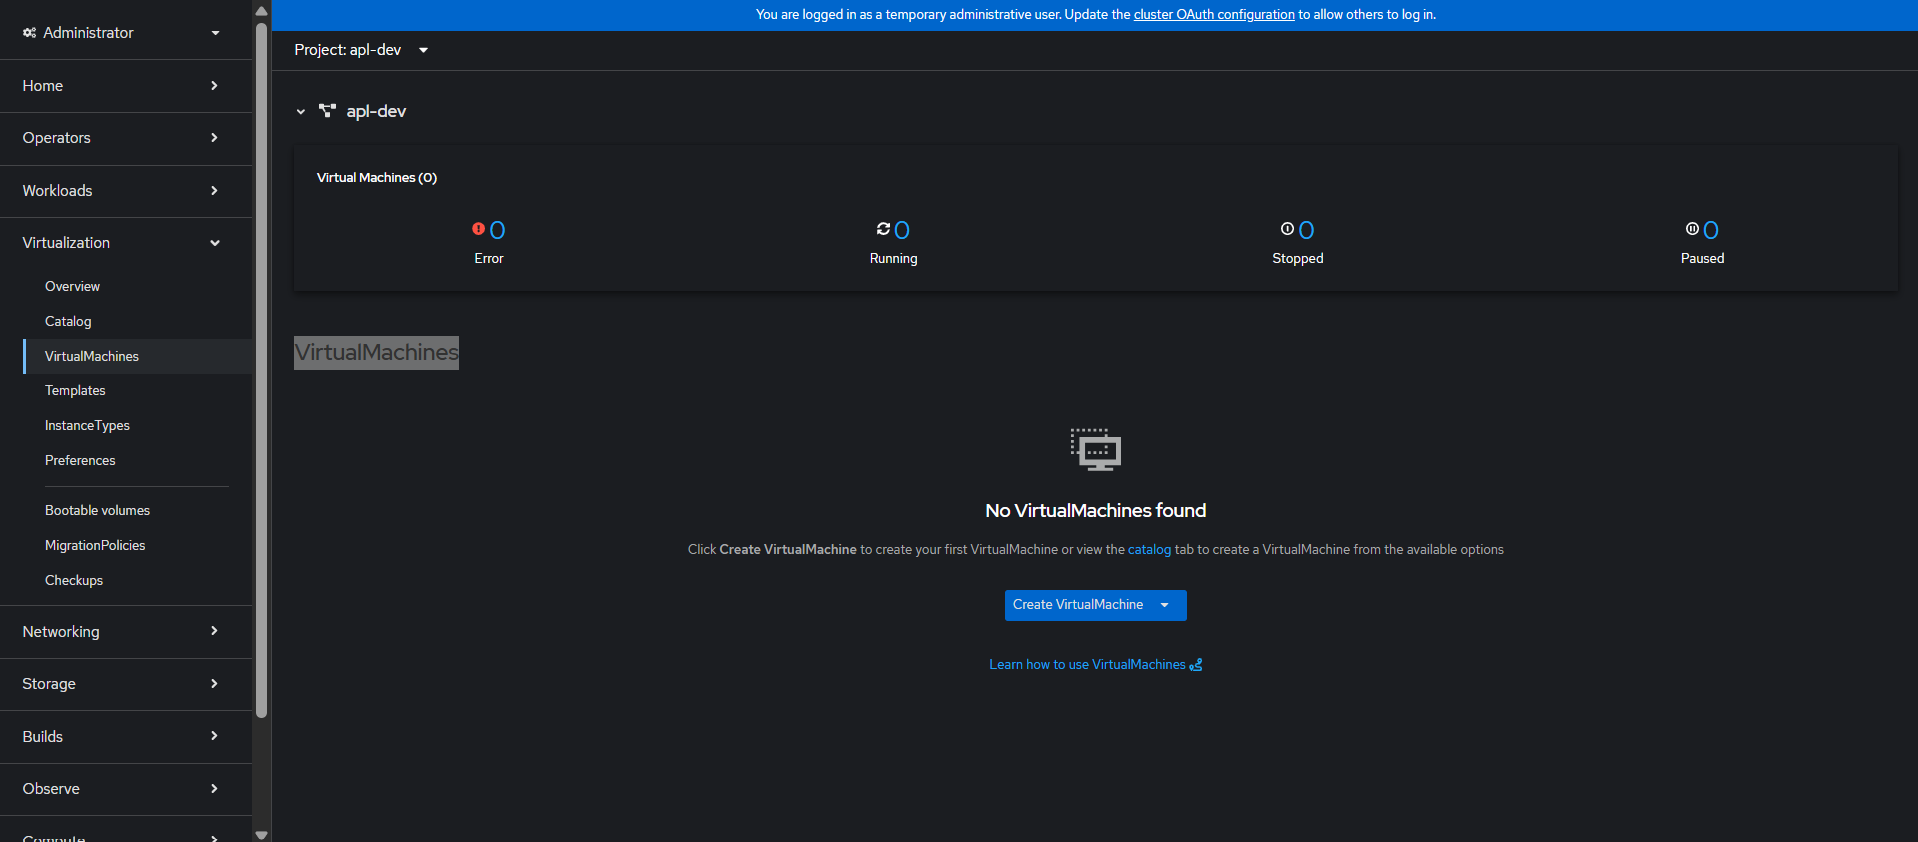 You are logged in as a temporary administrative user. Update the cluster OAuth configuration to allow others to log in.
Administrator
Home
Operators
Workloads
Virtualization
Overview
Catalog
VirtualMachines
Templates
InstanceTypes
Preferences
Bootable volumes
MigrationPolicies
Checkups
Networking
Storage
Builds
Observe
Compute
Project: apl-dev
apl-dev
Virtual Machines (0)
0
Error
0
Running
0
Stopped
0
Paused
VirtualMachines
No VirtualMachines found
Click Create VirtualMachine to create your first VirtualMachine or view the catalog tab to create a VirtualMachine from the available options
Create VirtualMachine
Learn how to use VirtualMachines